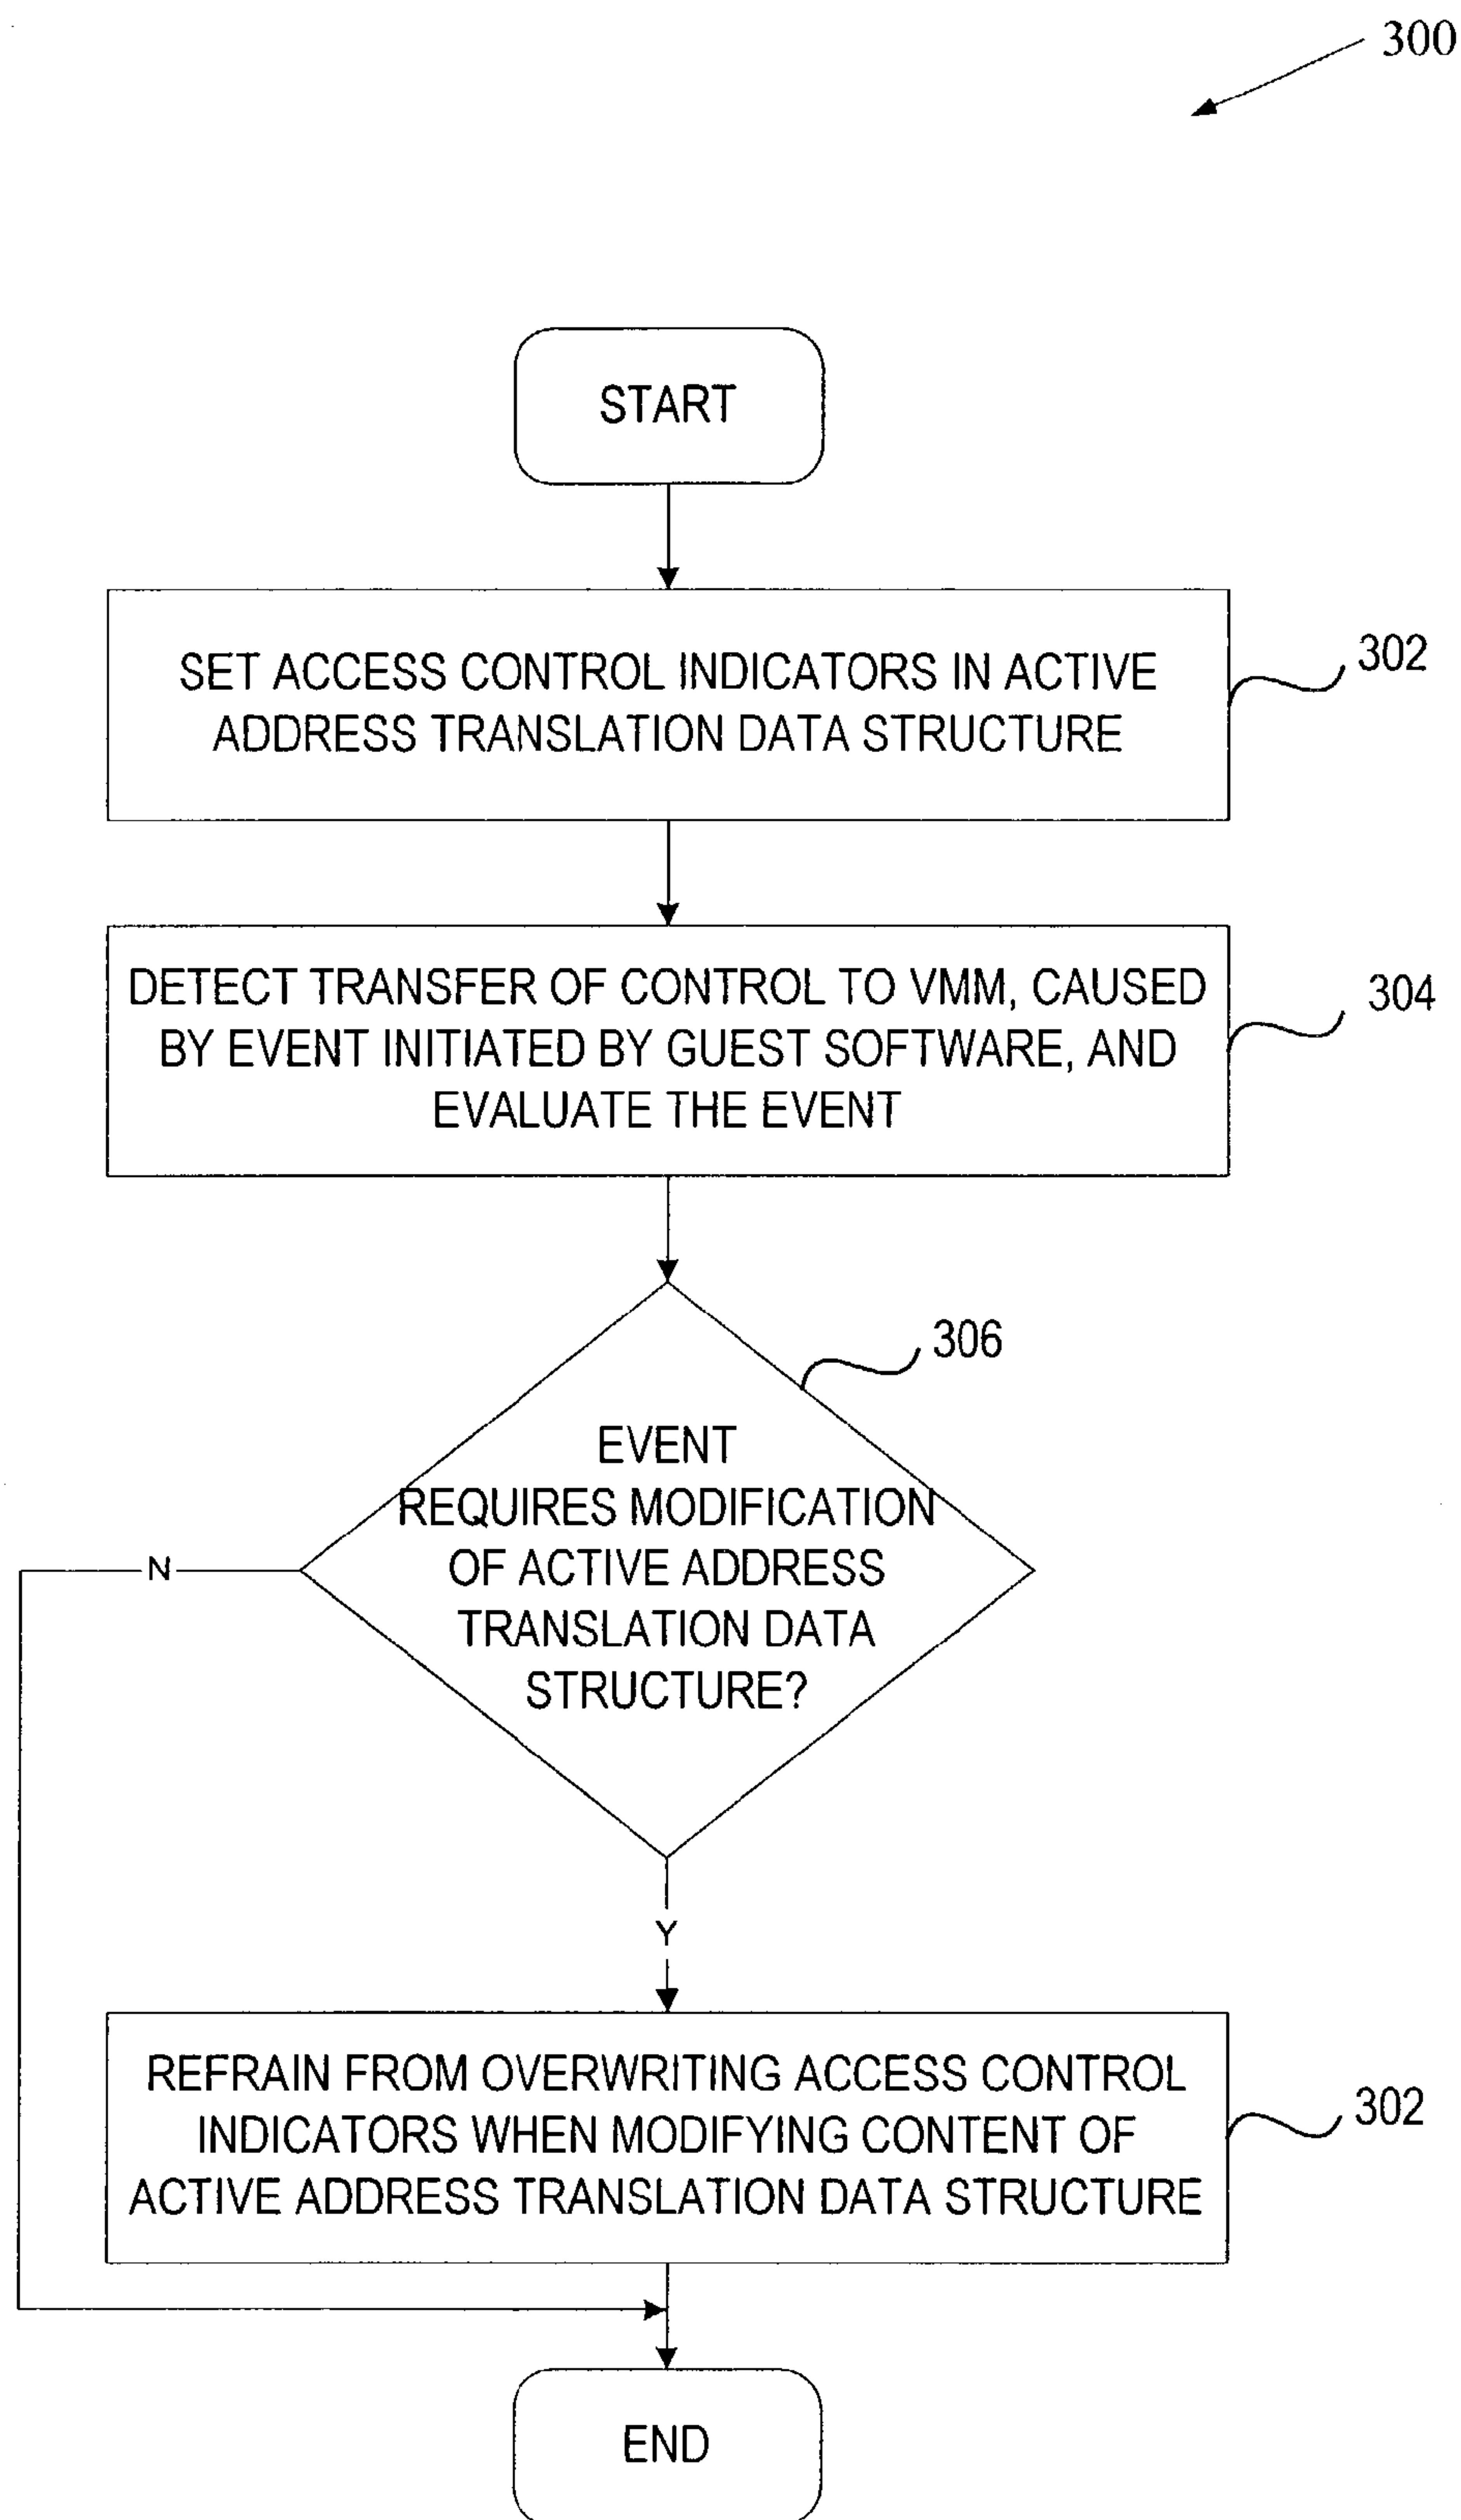 300
START
SET ACCESS CONTROL INDICATORS IN ACTIVE
ADDRESS TRANSLATION DATA STRUCTURE
302
DETECT TRANSFER OF CONTROL TO VMM, CAUSED
BY EVENT INITIATED BY GUEST SOFTWARE, AND
EVALUATE THE EVENT
304
306
EVENT
REQUIRES MODIFICATION
OF ACTIVE ADDRESS
TRANSLATION DATA
STRUCTURE?
N
Y
REFRAIN FROM OVERWRITING ACCESS CONTROL
INDICATORS WHEN MODIFYING CONTENT OF
ACTIVE ADDRESS TRANSLATION DATA STRUCTURE
302
END